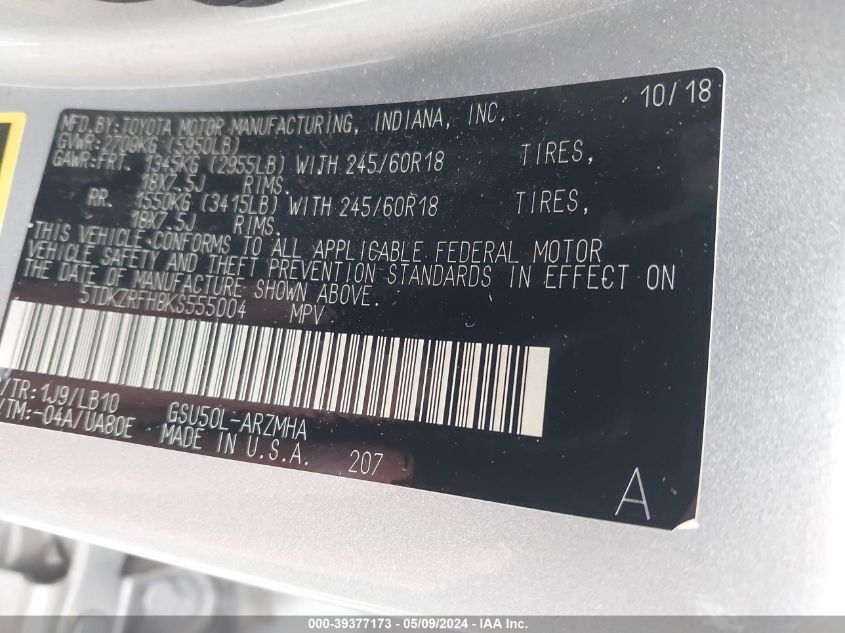 10/18
MFD.BY:TOYOTA MOTOR MANUFACTURING, INDIANA, INC.
GVWR:2700KG (5950LB)
GAWR:FRT. 1345KG (2955LB) WITH 245/60R18 TIRES,
18X7.5J RIMS.
RR. 1550KG (3415LB) WITH 245/60R18 TIRES,
18X7.5J RIMS.
THIS VEHICLE CONFORMS TO ALL APPLICABLE FEDERAL MOTOR
VEHICLE SAFETY AND THEFT PREVENTION STANDARDS IN EFFECT ON
THE DATE OF MANUFACTURE SHOWN ABOVE.
5TDKZRFH8KS555004 MPV
/TR:1J9/LB10
/TM:-04A/UA80E GSU50L-ARZMHA
MADE IN U.S.A. 207
A
000-39377173 - 05/09/2024 - IAA Inc.